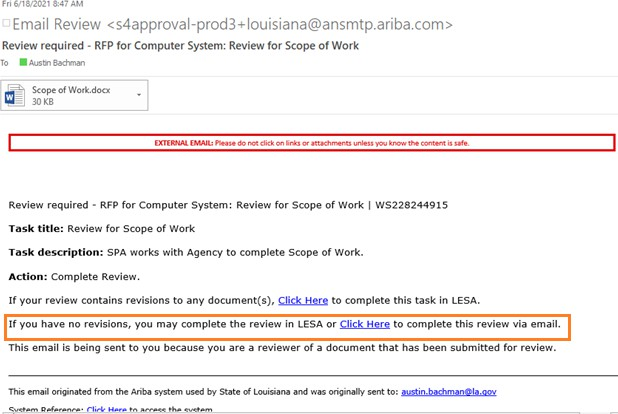 Fri 6/18/2021 8:47 AM
Email Review <s4approval-prod3+louisiana@ansmtp.ariba.com>
Review required - RFP for Computer System: Review for Scope of Work
To Austin Bachman
Scope of Work.docx
30 KB
EXTERNAL EMAIL: Please do not click on links or attachments unless you know the content is safe.
Review required - RFP for Computer System: Review for Scope of Work | WS228244915
Task title: Review for Scope of Work
Task description: SPA works with Agency to complete Scope of Work.
Action: Complete Review.
If your review contains revisions to any document(s), Click Here to complete this task in LESA.
If you have no revisions, you may complete the review in LESA or Click Here to complete this review via email.
This email is being sent to you because you are a reviewer of a document that has been submitted for review.
This email originated from the Ariba system used by State of Louisiana and was originally sent to: austin.bachman@la.gov
System Reference: Click Here to access the system